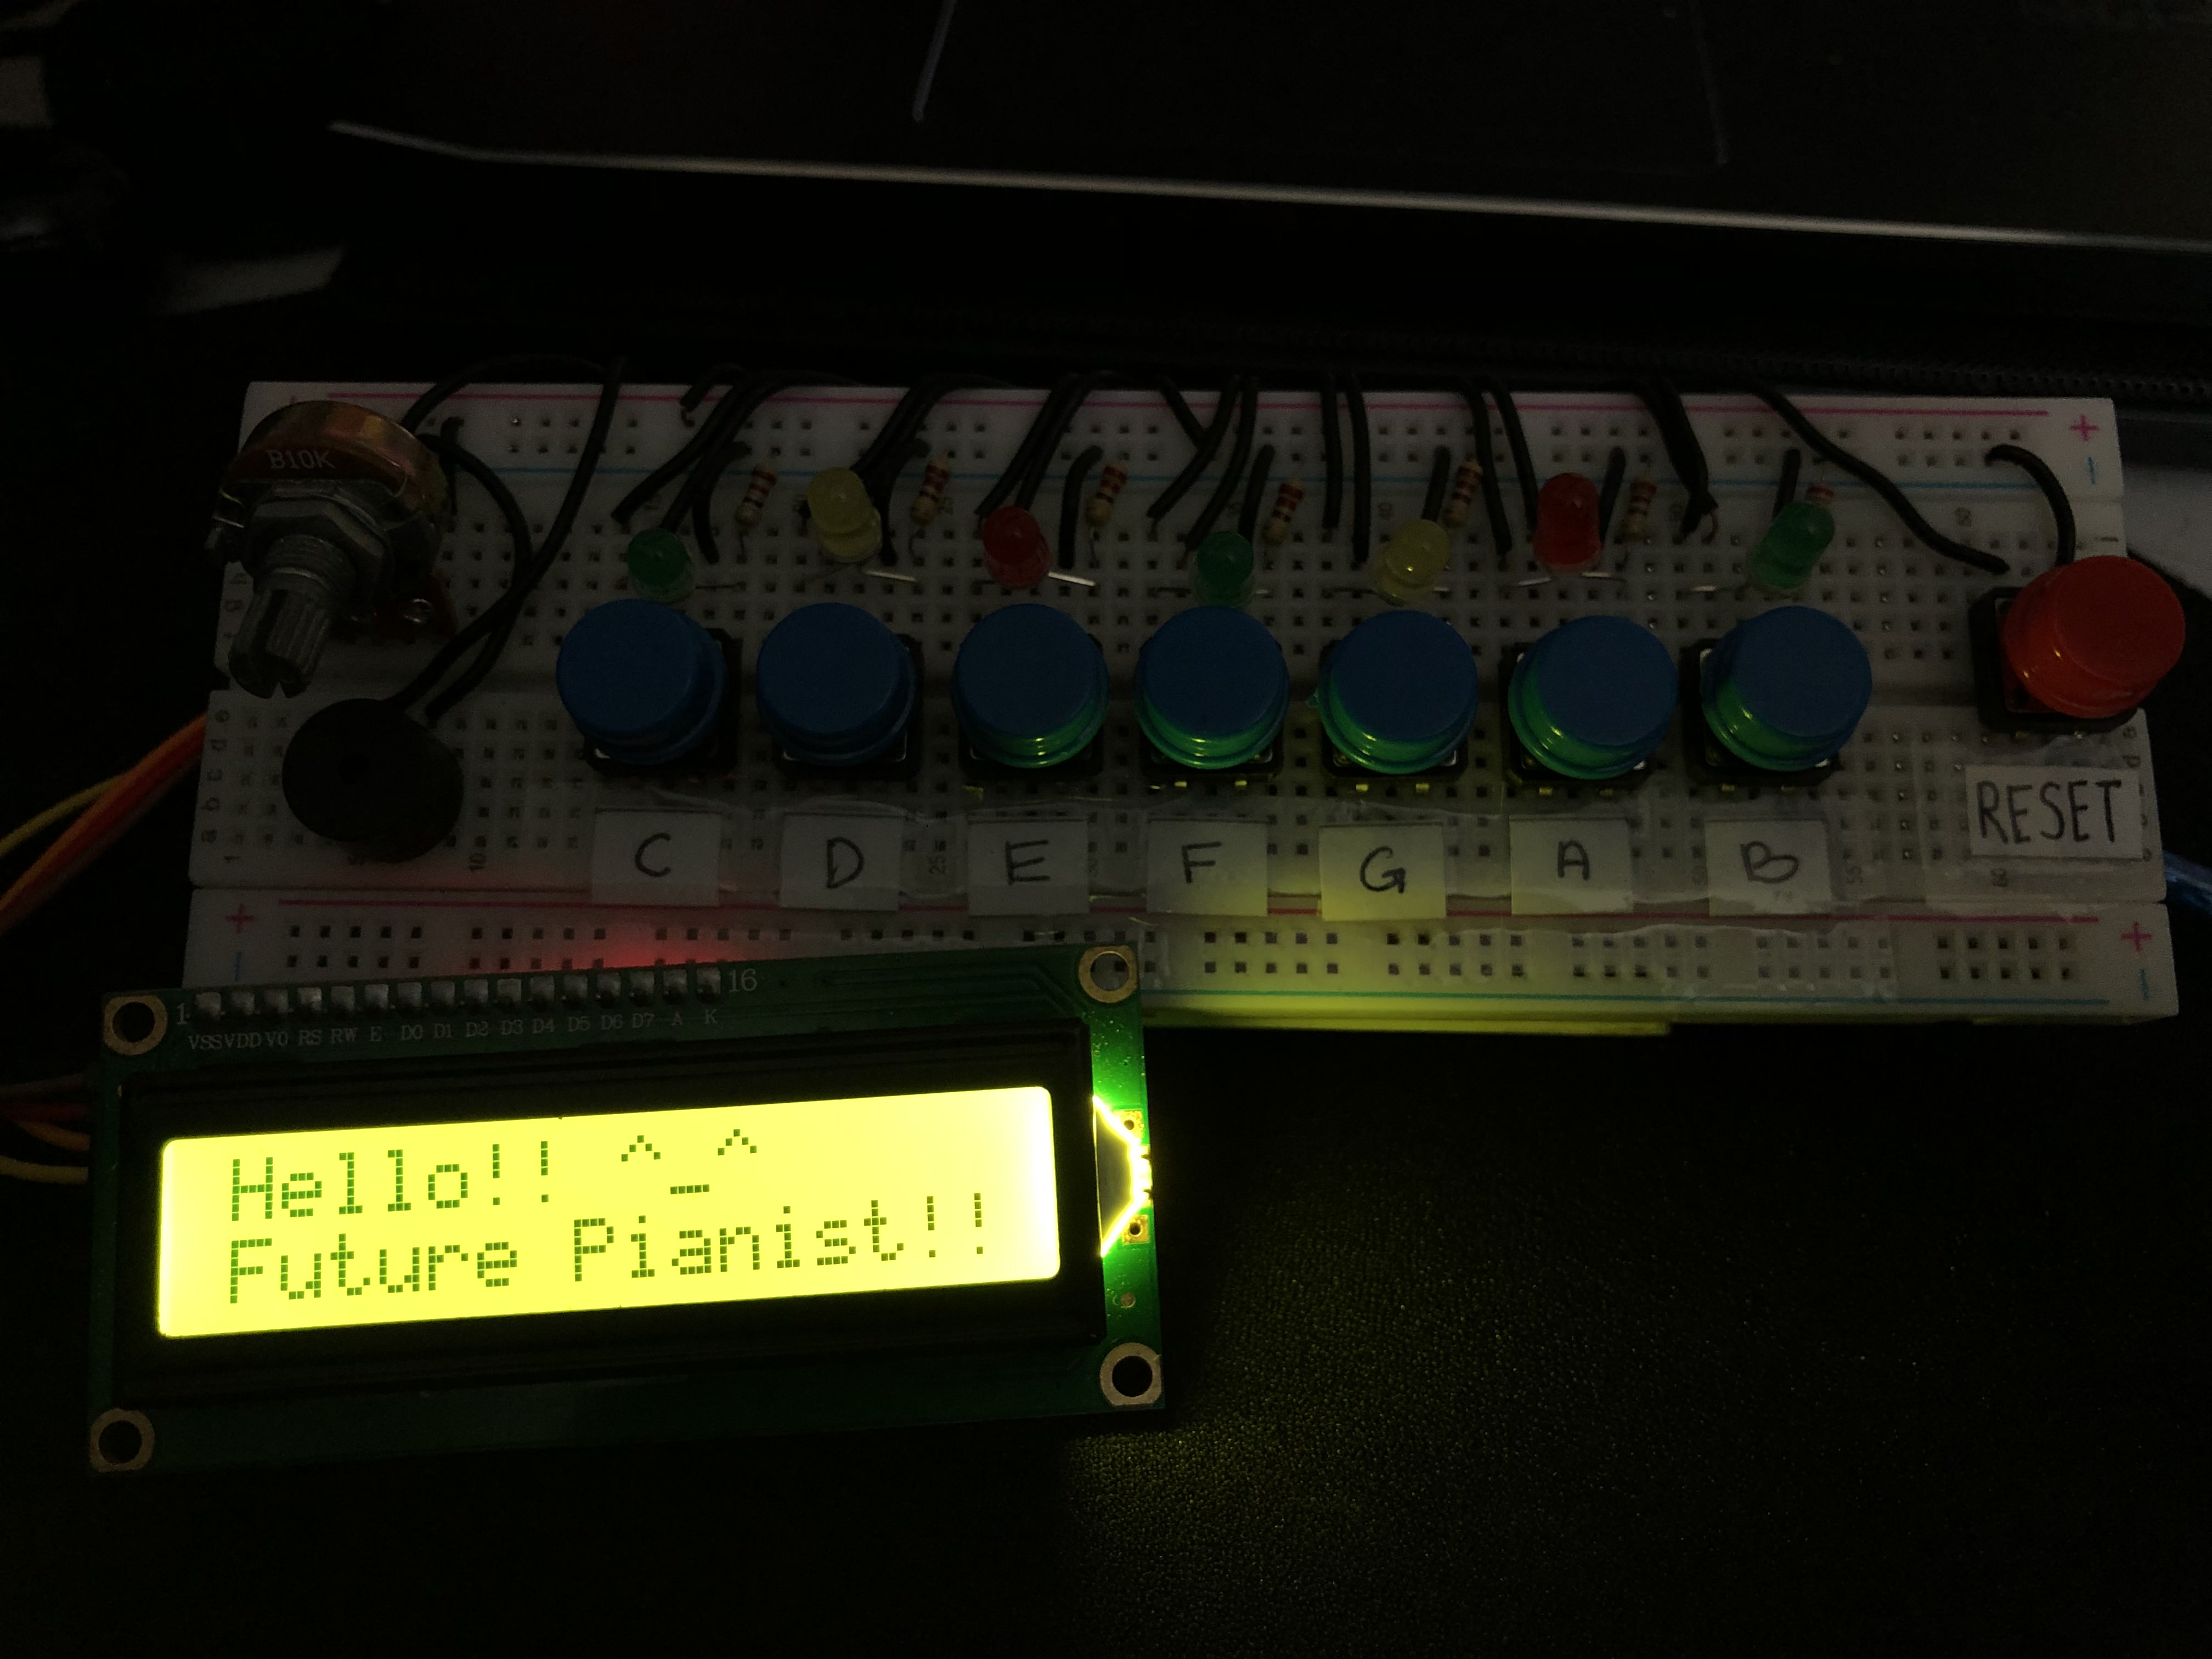 B10K
C D E F G A B
RESET
1 16
VSS VDD V0 RS RW E D0 D1 D2 D3 D4 D5 D6 D7 A K
Hello!! ^_^
Future Pianist!!